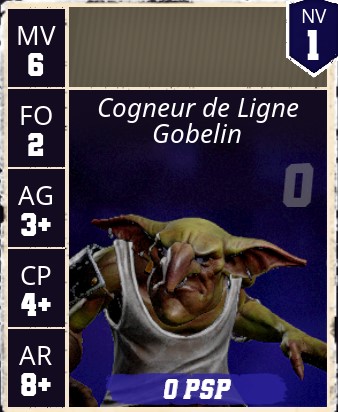 MV
6
FO
2
AG
3+
CP
4+
AR
8+
NV
1
Cogneur de Ligne
Gobelin
0
0 PSP